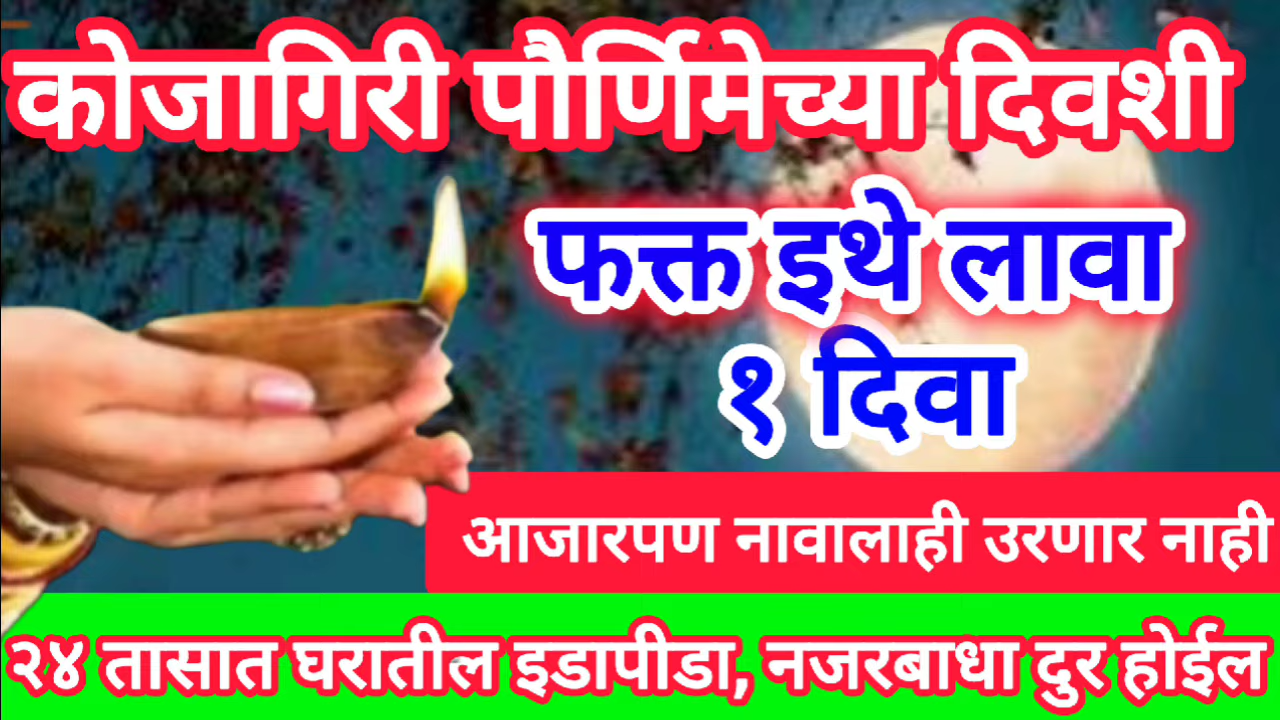 कोजागिरी पौर्णिमेच्या दिवशी
फक्त इथे लावा
१ दिवा
आजारपण नावालाही उरणार नाही
२४ तासात घरातील इडापीडा, नजरबाधा दुर होईल